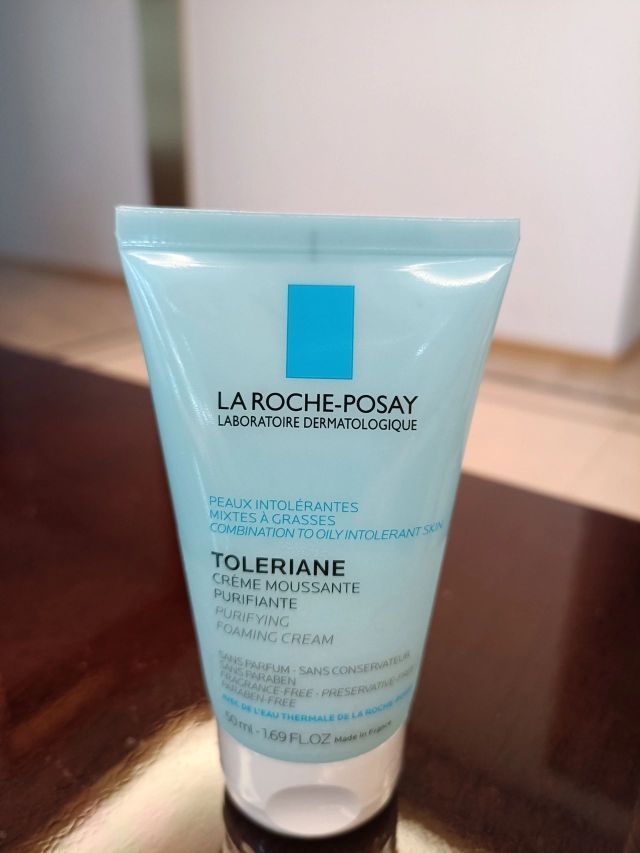 LA ROCHE-POSAY
LABORATOIRE DERMATOLOGIQUE
PEAUX INTOLÉRANTES
MIXTES À GRASSES
COMBINATION TO OILY INTOLERANT SKIN
TOLERIANE
CRÈME MOUSSANTE
PURIFIANTE
PURIFYING
FOAMING CREAM
SANS PARFUM - SANS CONSERVATEUR
SANS PARABEN
FRAGRANCE-FREE - PRESERVATIVE-FREE
PARABEN-FREE
AVEC DE L'EAU THERMALE DE LA ROCHE-POSAY
50 ml - 1.69 FL.OZ Made in France